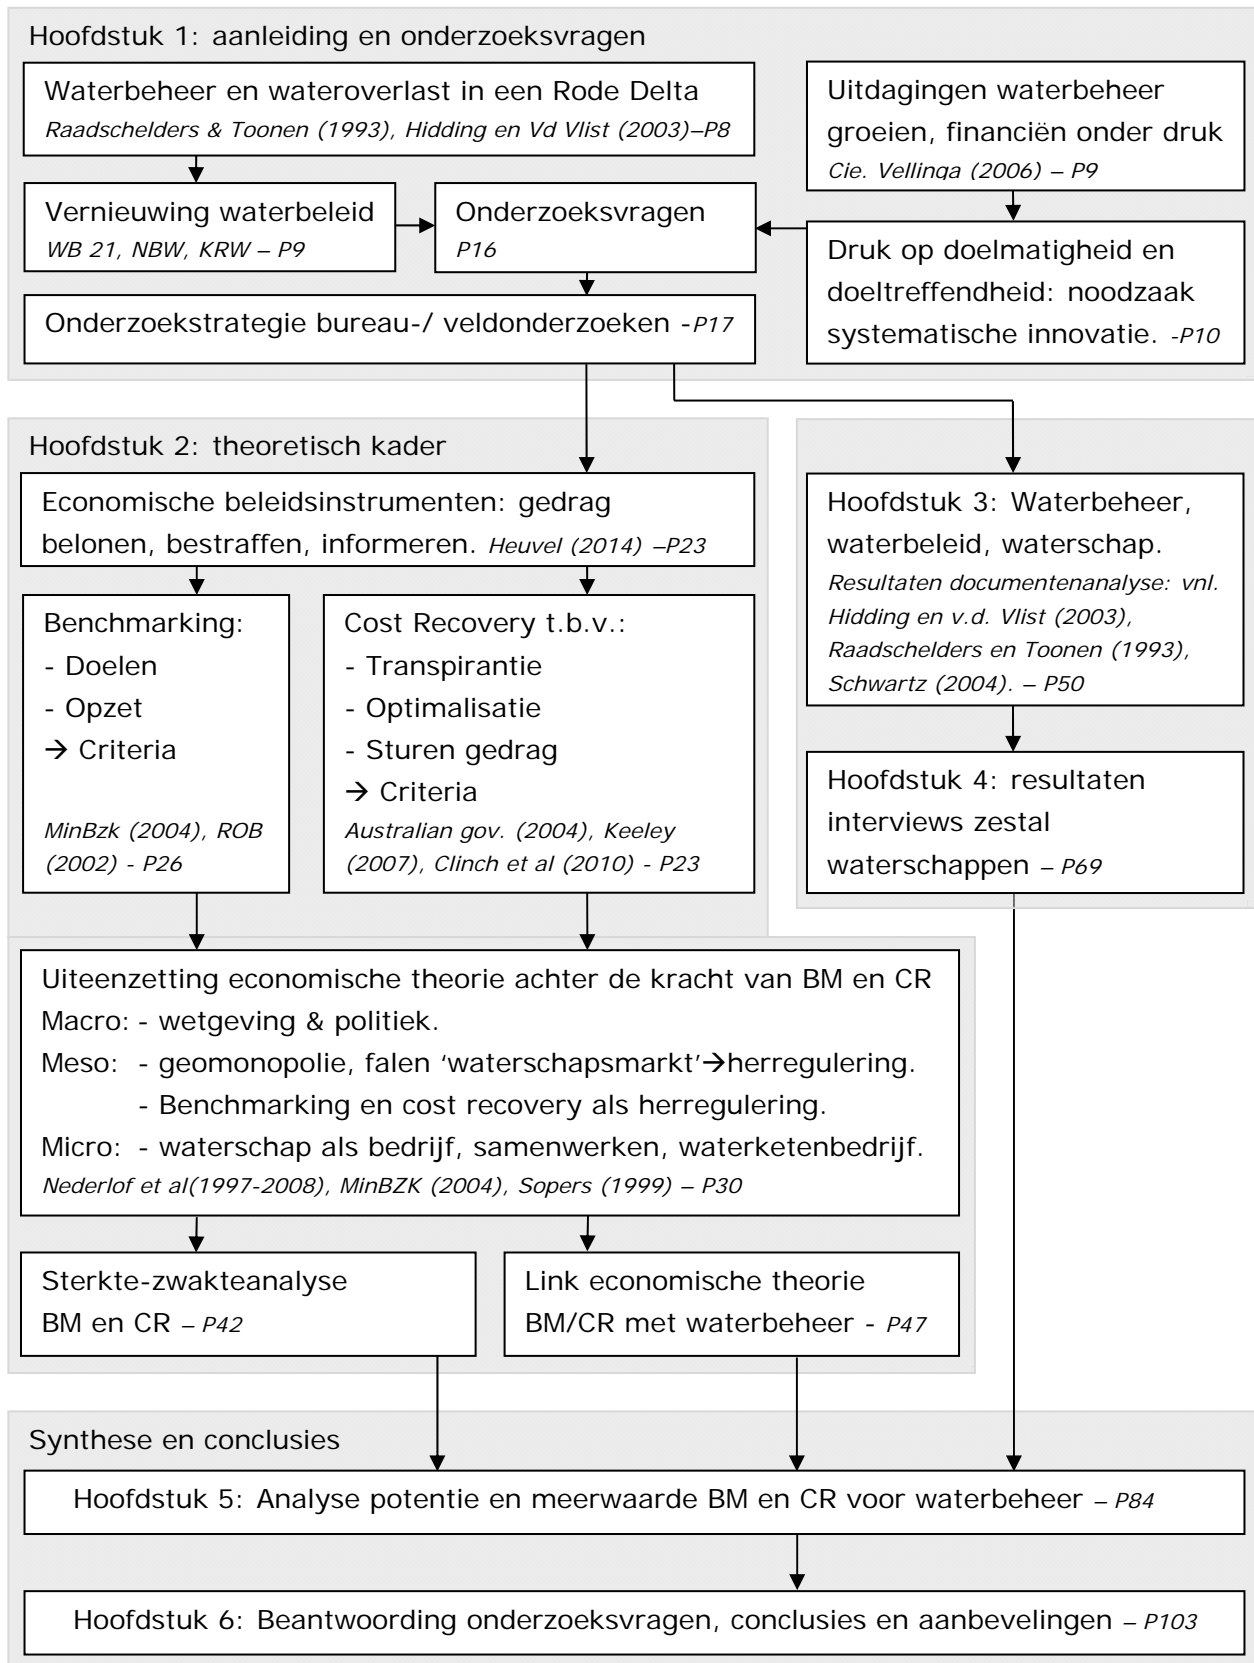 Hoofdstuk 1: aanleiding en onderzoeksvragen
Waterbeheer en wateroverlast in een Rode Delta
Raadschelders & Toonen (1993), Hidding en Vd Vlist (2003)–P8
Uitdagingen waterbeheer
groeien, financiën onder druk
Cie. Vellinga (2006) – P9
Vernieuwing waterbeleid
WB 21, NBW, KRW – P9
Onderzoeksvragen
P16
Druk op doelmatigheid en
doeltreffendheid: noodzaak
systematische innovatie. -P10
Onderzoekstrategie bureau-/ veldonderzoeken -P17
Hoofdstuk 2: theoretisch kader
Economische beleidsinstrumenten: gedrag
belonen, bestraffen, informeren. Heuvel (2014) –P23
Benchmarking:
- Doelen
- Opzet
→ Criteria
MinBzk (2004), ROB
(2002) - P26
Cost Recovery t.b.v.:
- Transpirantie
- Optimalisatie
- Sturen gedrag
→ Criteria
Australian gov. (2004), Keeley
(2007), Clinch et al (2010) - P23
Hoofdstuk 3: Waterbeheer,
waterbeleid, waterschap.
Resultaten documentenanalyse: vnl.
Hidding en v.d. Vlist (2003),
Raadschelders en Toonen (1993),
Schwartz (2004). – P50
Hoofdstuk 4: resultaten
interviews zestal
waterschappen – P69
Uiteenzetting economische theorie achter de kracht van BM en CR
Macro: - wetgeving & politiek.
Meso: - geomonopolie, falen ‘waterschapsmarkt’→herregulering.
- Benchmarking en cost recovery als herregulering.
Micro: - waterschap als bedrijf, samenwerken, waterketenbedrijf.
Nederlof et al(1997-2008), MinBZK (2004), Sopers (1999) – P30
Sterkte-zwakteanalyse
BM en CR – P42
Link economische theorie
BM/CR met waterbeheer - P47
Synthese en conclusies
Hoofdstuk 5: Analyse potentie en meerwaarde BM en CR voor waterbeheer – P84
Hoofdstuk 6: Beantwoording onderzoeksvragen, conclusies en aanbevelingen – P103